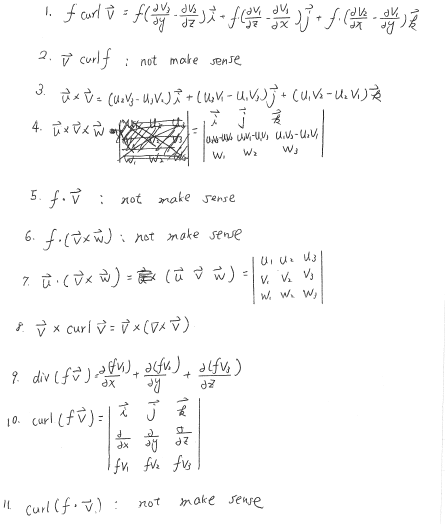 1. f curl v⃗ = f(∂V₃/∂y - ∂V₂/∂z) i⃗ + f(∂V₁/∂z - ∂V₃/∂x) j⃗ + f·(∂V₂/∂x - ∂V₁/∂y) k⃗
2. v⃗ curl f : not make sense
3. u⃗ × v⃗ = (u₂V₃ - u₃V₂) i⃗ + (u₃V₁ - u₁V₃) j⃗ + (u₁V₂ - u₂V₁) k⃗
4. u⃗ × v⃗ × w⃗ = | i⃗ j⃗ k⃗ |
u₂V₃-u₃V₂ u₃V₁-u₁V₃ u₁V₂-u₂V₁
W₁ W₂ W₃
5. f · v⃗ : not make sense
6. f · (v⃗ × w⃗) : not make sense
7. u⃗ · (v⃗ × w⃗) = (u⃗ v⃗ w⃗) = | u₁ u₂ u₃ |
V₁ V₂ V₃
W₁ W₂ W₃
8. v⃗ × curl v⃗ = v⃗ × (∇ × v⃗)
9. div (f v⃗) = ∂(fV₁)/∂x + ∂(fV₂)/∂y + ∂(fV₃)/∂z
10. curl (f v⃗) = | i⃗ j⃗ k⃗ |
∂/∂x ∂/∂y ∂/∂z
fV₁ fV₂ fV₃
11. curl (f · v⃗) : not make sense